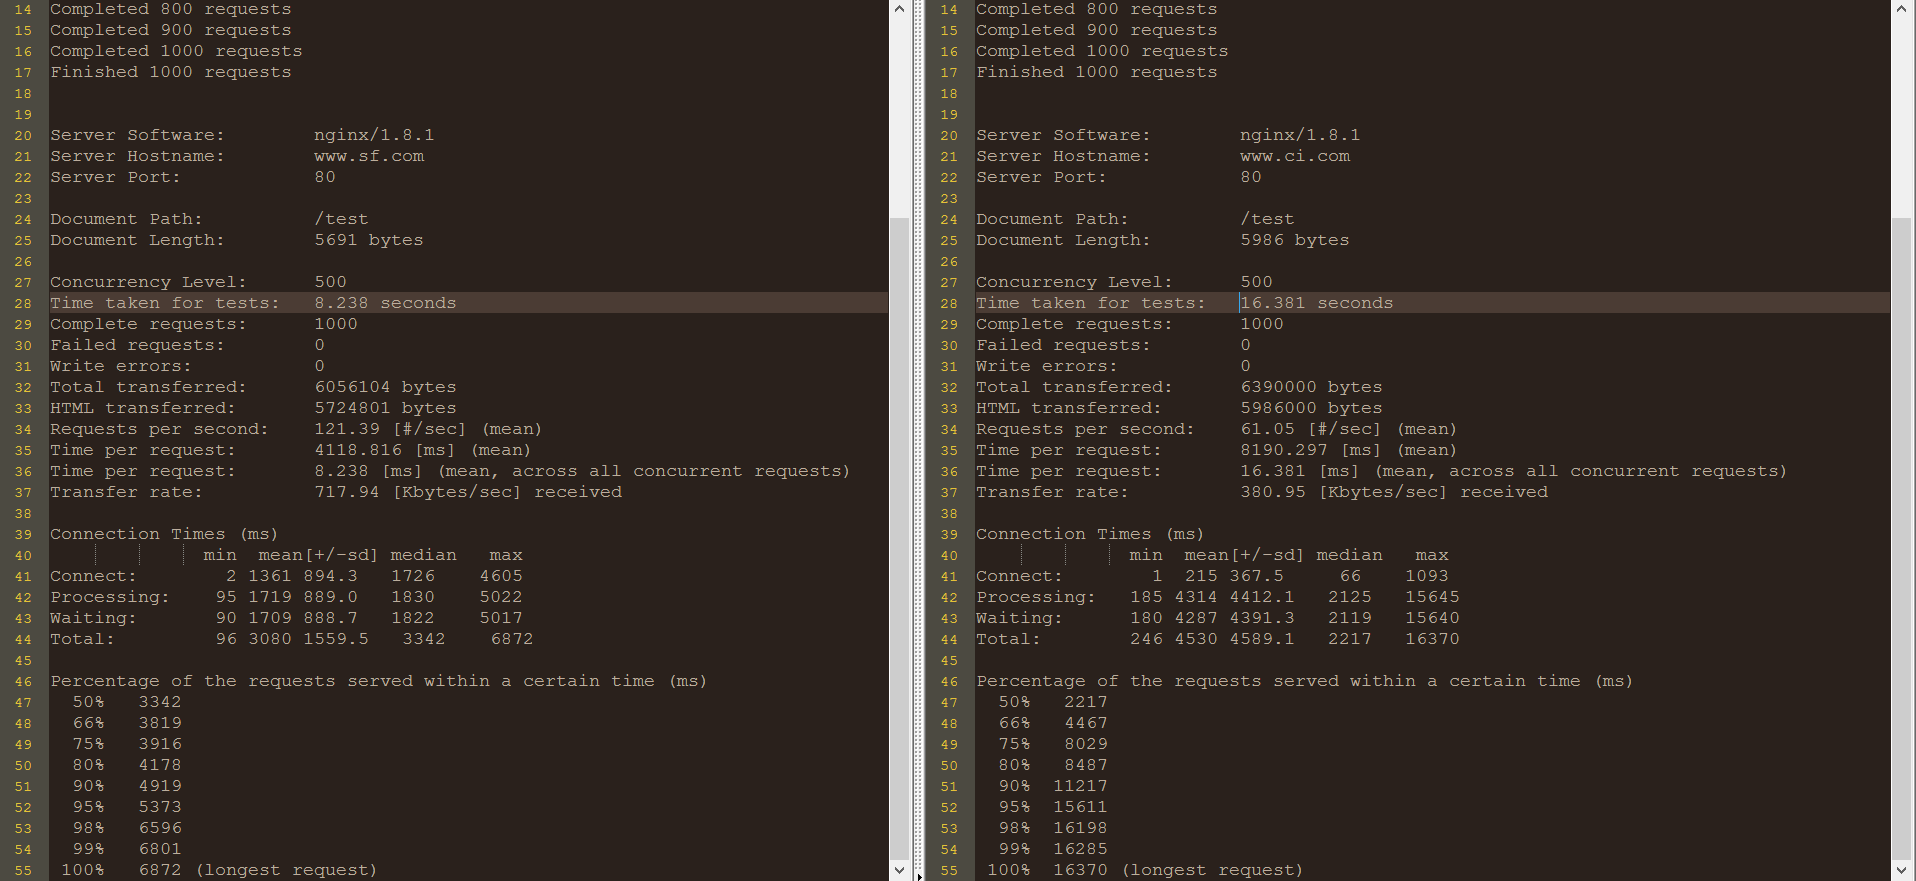 14 Completed 800 requests
15 Completed 900 requests
16 Completed 1000 requests
17 Finished 1000 requests
18
19
20 Server Software: nginx/1.8.1
21 Server Hostname: www.sf.com
22 Server Port: 80
23
24 Document Path: /test
25 Document Length: 5691 bytes
26
27 Concurrency Level: 500
28 Time taken for tests: 8.238 seconds
29 Complete requests: 1000
30 Failed requests: 0
31 Write errors: 0
32 Total transferred: 6056104 bytes
33 HTML transferred: 5724801 bytes
34 Requests per second: 121.39 [#/sec] (mean)
35 Time per request: 4118.816 [ms] (mean)
36 Time per request: 8.238 [ms] (mean, across all concurrent requests)
37 Transfer rate: 717.94 [Kbytes/sec] received
38
39 Connection Times (ms)
40 min mean[+/-sd] median max
41 Connect: 2 1361 894.3 1726 4605
42 Processing: 95 1719 889.0 1830 5022
43 Waiting: 90 1709 888.7 1822 5017
44 Total: 96 3080 1559.5 3342 6872
45
46 Percentage of the requests served within a certain time (ms)
47 50% 3342
48 66% 3819
49 75% 3916
50 80% 4178
51 90% 4919
52 95% 5373
53 98% 6596
54 99% 6801
55 100% 6872 (longest request)
14 Completed 800 requests
15 Completed 900 requests
16 Completed 1000 requests
17 Finished 1000 requests
18
19
20 Server Software: nginx/1.8.1
21 Server Hostname: www.ci.com
22 Server Port: 80
23
24 Document Path: /test
25 Document Length: 5986 bytes
26
27 Concurrency Level: 500
28 Time taken for tests: 16.381 seconds
29 Complete requests: 1000
30 Failed requests: 0
31 Write errors: 0
32 Total transferred: 6390000 bytes
33 HTML transferred: 5986000 bytes
34 Requests per second: 61.05 [#/sec] (mean)
35 Time per request: 8190.297 [ms] (mean)
36 Time per request: 16.381 [ms] (mean, across all concurrent requests)
37 Transfer rate: 380.95 [Kbytes/sec] received
38
39 Connection Times (ms)
40 min mean[+/-sd] median max
41 Connect: 1 215 367.5 66 1093
42 Processing: 185 4314 4412.1 2125 15645
43 Waiting: 180 4287 4391.3 2119 15640
44 Total: 246 4530 4589.1 2217 16370
45
46 Percentage of the requests served within a certain time (ms)
47 50% 2217
48 66% 4467
49 75% 8029
50 80% 8487
51 90% 11217
52 95% 15611
53 98% 16198
54 99% 16285
55 100% 16370 (longest request)